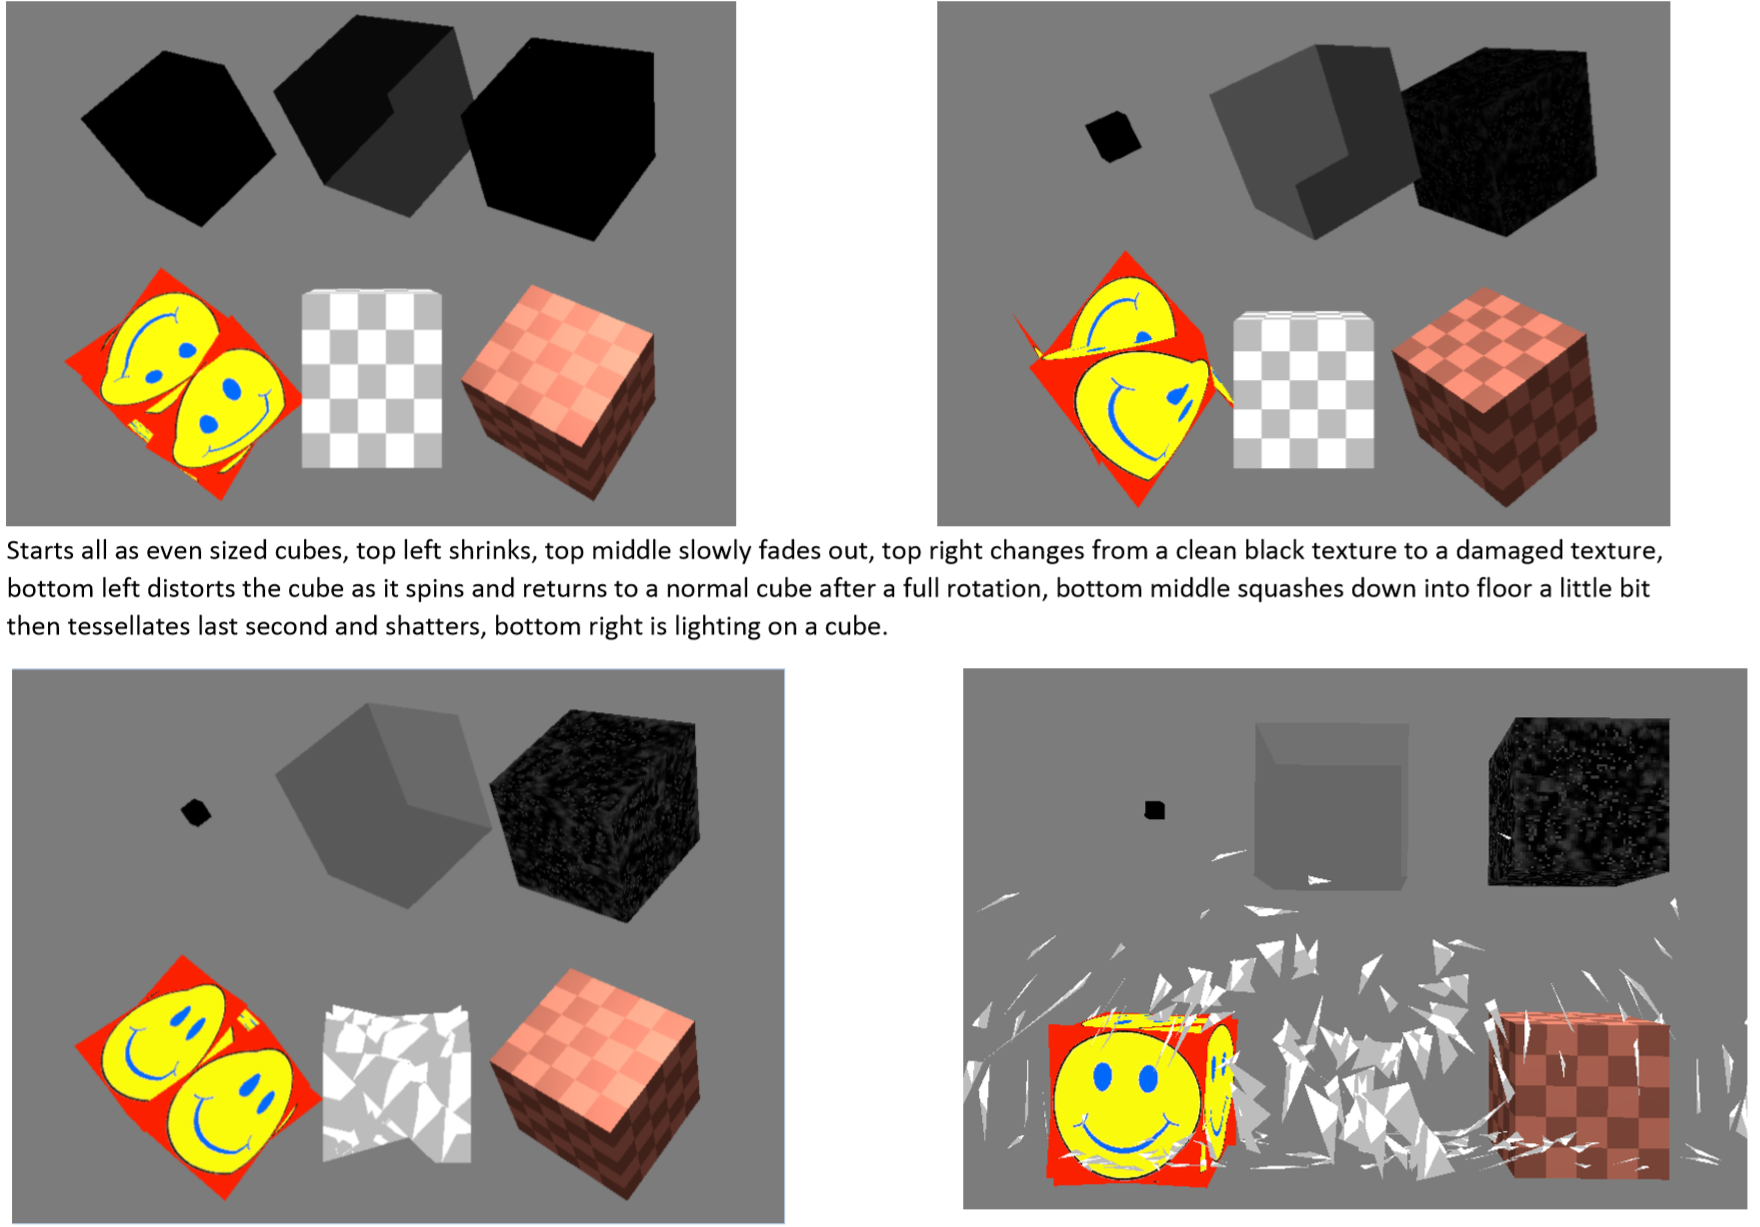 Starts all as even sized cubes, top left shrinks, top middle slowly fades out, top right changes from a clean black texture to a damaged texture,
bottom left distorts the cube as it spins and returns to a normal cube after a full rotation, bottom middle squashes down into floor a little bit
then tessellates last second and shatters, bottom right is lighting on a cube.